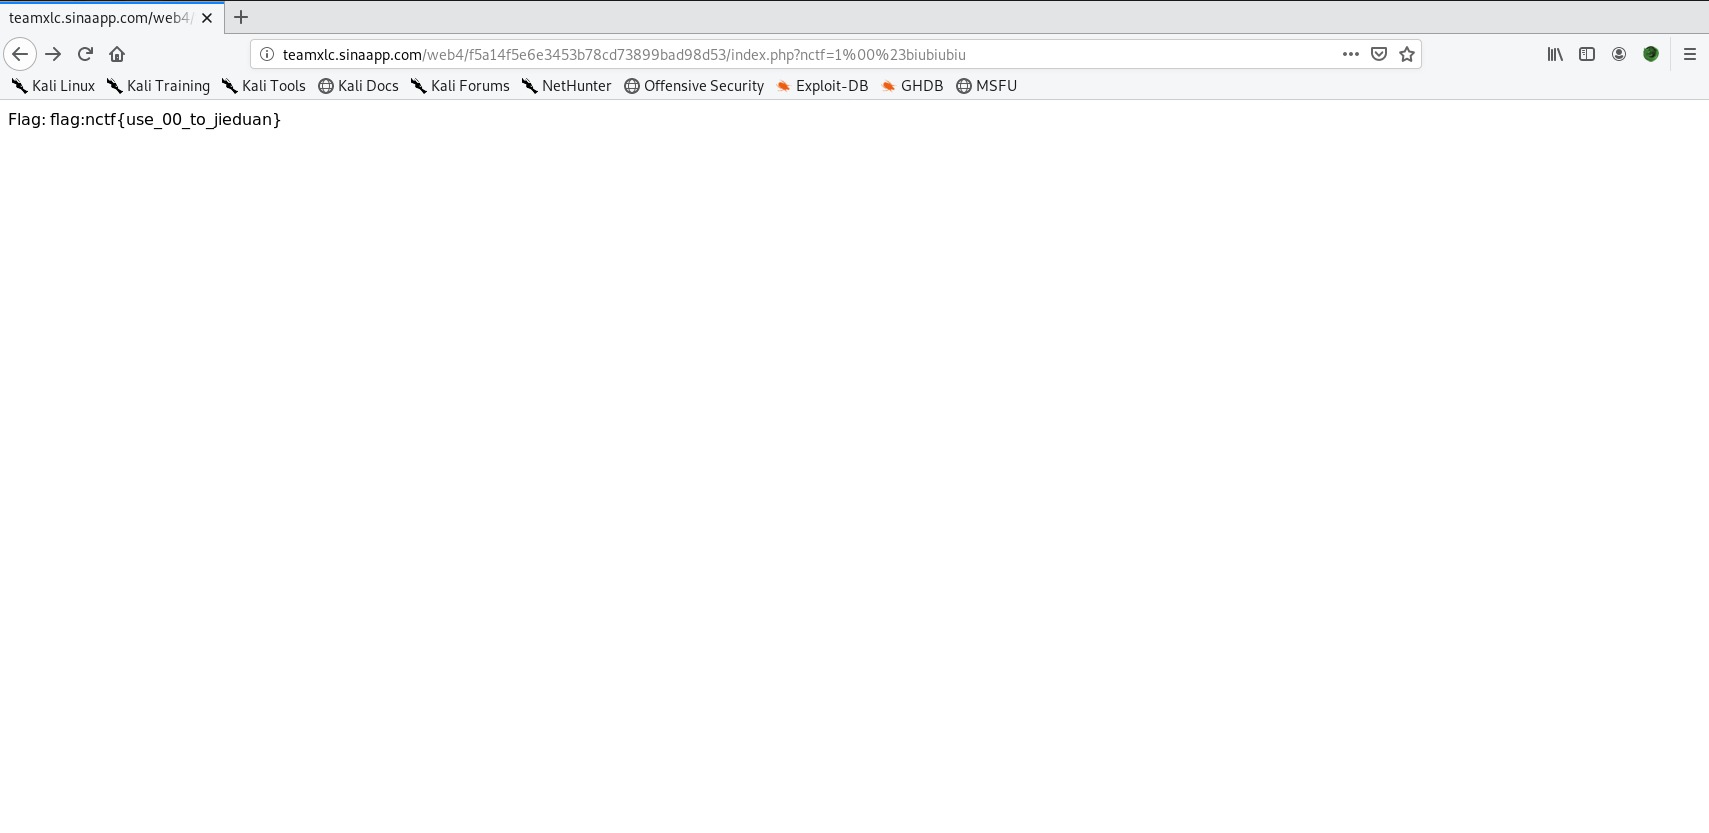 teamxlc.sinaapp.com/web4/
teamxlc.sinaapp.com/web4/f5a14f5e6e3453b78cd73899bad98d53/index.php?nctf=1%00%23biubiubiu
Kali Linux Kali Training Kali Tools Kali Docs Kali Forums NetHunter Offensive Security Exploit-DB GHDB MSFU
Flag: flag:nctf{use_00_to_jieduan}